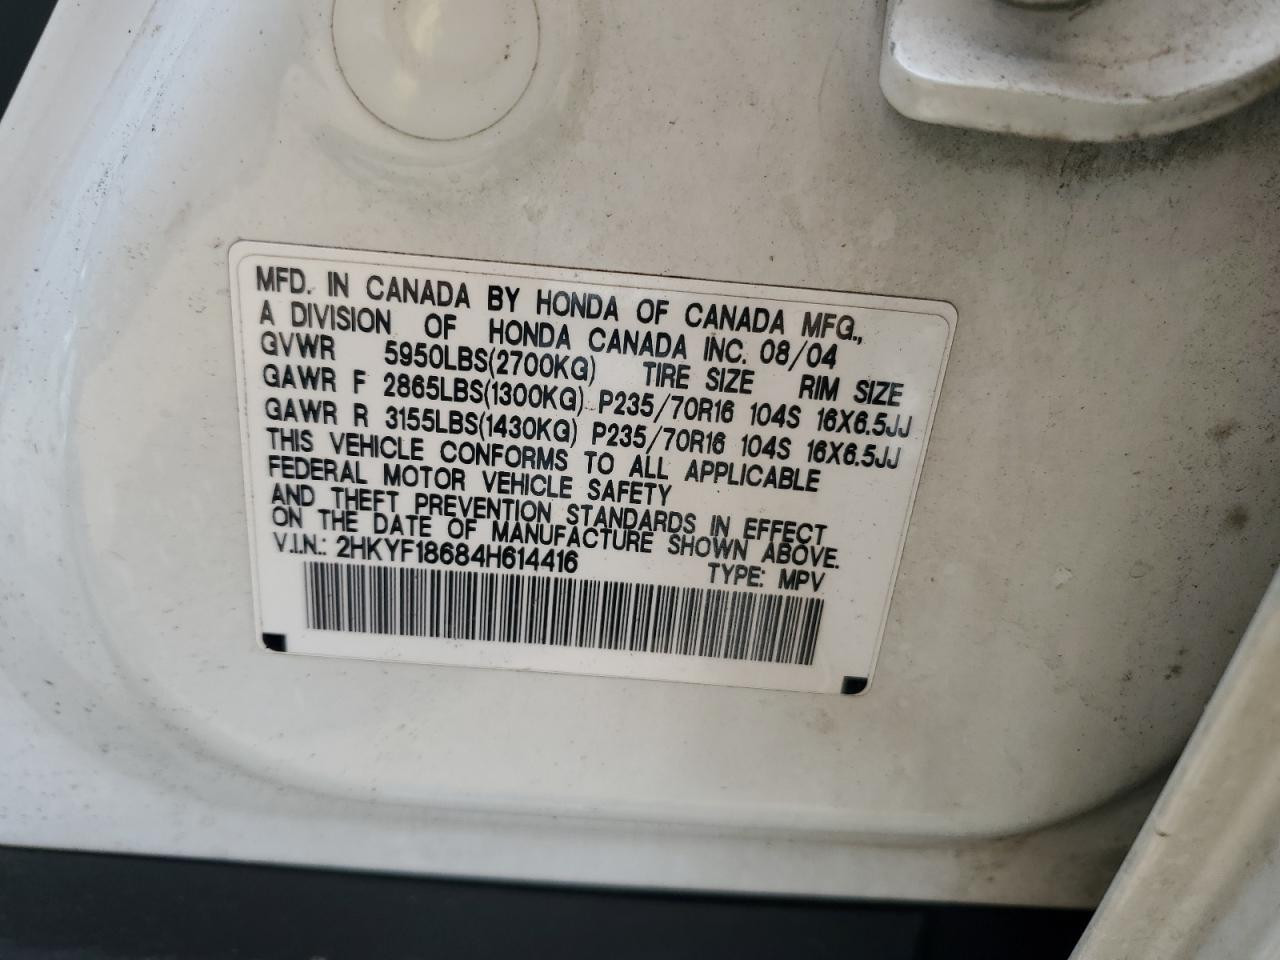 MFD. IN CANADA BY HONDA OF CANADA MFG.,
A DIVISION OF HONDA CANADA INC. 08/04
GVWR 5950LBS(2700KG) TIRE SIZE RIM SIZE
GAWR F 2865LBS(1300KG) P235/70R16 104S 16X6.5JJ
GAWR R 3155LBS(1430KG) P235/70R16 104S 16X6.5JJ
THIS VEHICLE CONFORMS TO ALL APPLICABLE
FEDERAL MOTOR VEHICLE SAFETY
AND THEFT PREVENTION STANDARDS IN EFFECT
ON THE DATE OF MANUFACTURE SHOWN ABOVE.
V.I.N.: 2HKYF18684H614416 TYPE: MPV